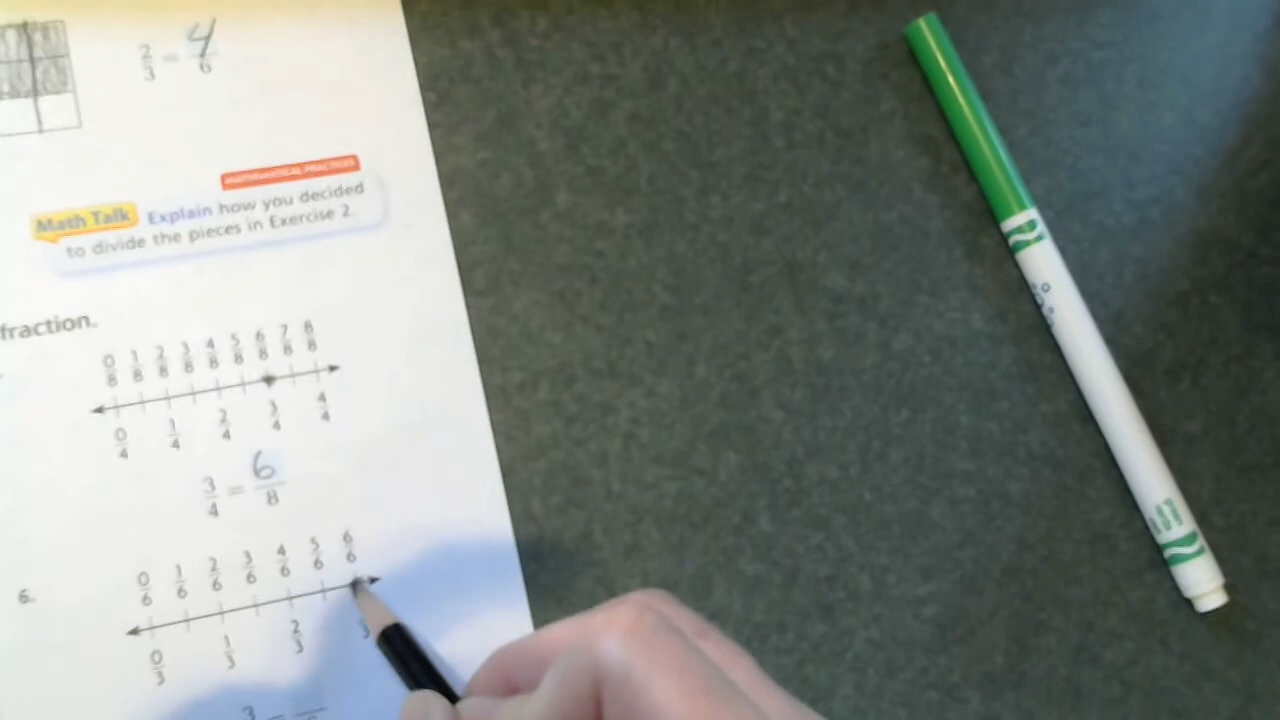 2/3 = 4/6
MATHEMATICAL PRACTICES
Math Talk Explain how you decided
to divide the pieces in Exercise 2.
fraction.
0/8 1/8 2/8 3/8 4/8 5/8 6/8 7/8 8/8
0/4 1/4 2/4 3/4 4/4
3/4 = 6/8
6.
0/6 1/6 2/6 3/6 4/6 5/6 6/6
0/3 1/3 2/3 3
3 =